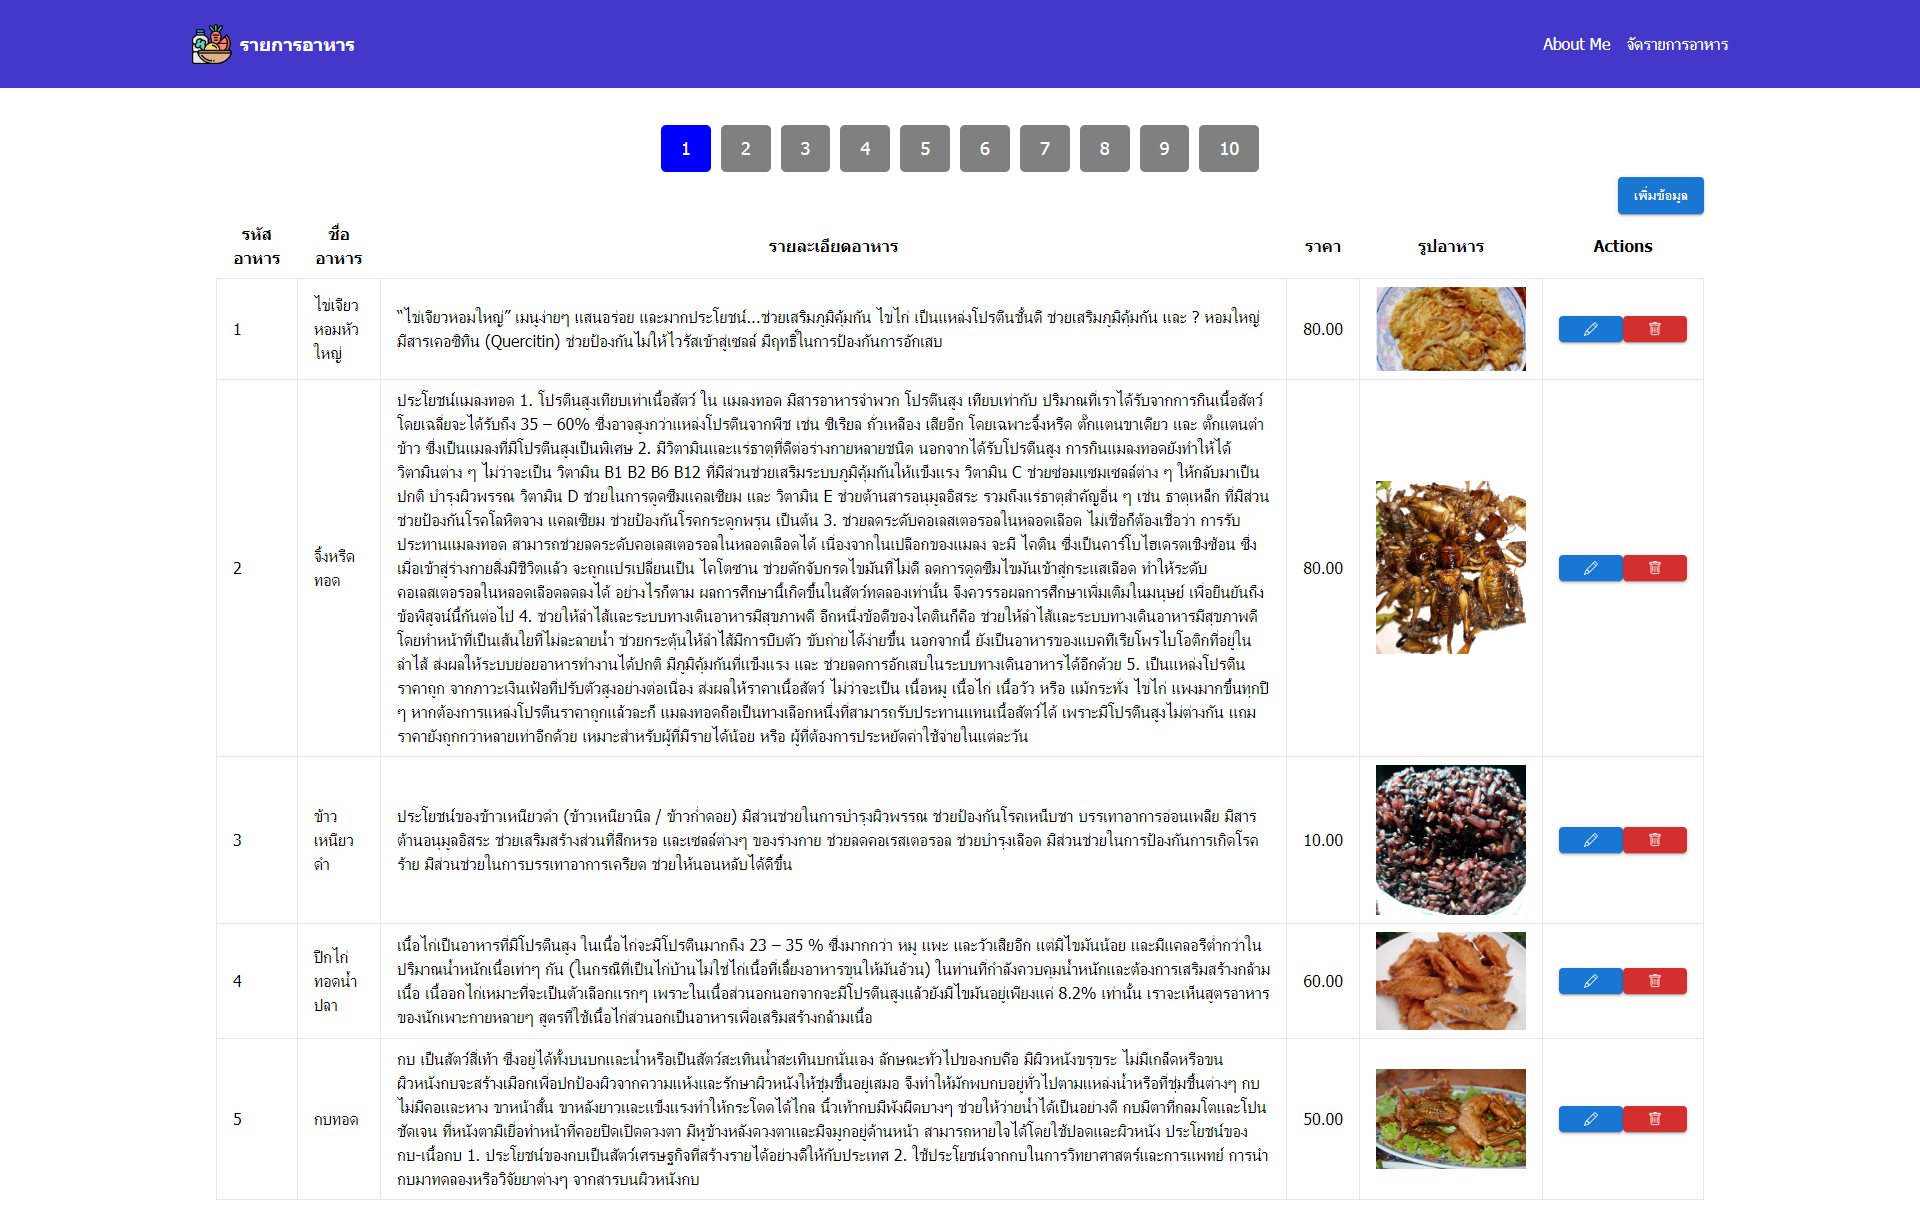 รายการอาหาร
About Me จัดรายการอาหาร
1 2 3 4 5 6 7 8 9 10
เพิ่มข้อมูล
รหัสอาหาร ชื่ออาหาร รายละเอียดอาหาร ราคา รูปอาหาร Actions
1
ไข่เจียว
หอมหัว
ใหญ่
“ไข่เจียวหอมใหญ่” เมนูง่ายๆ แสนอร่อย และมากประโยชน์...ช่วยเสริมภูมิคุ้มกัน ไข่ไก่ เป็นแหล่งโปรตีนชั้นดี ช่วยเสริมภูมิคุ้มกัน และ ? หอมใหญ่
มีสารเคอซิทิน (Quercitin) ช่วยป้องกันไม่ให้ไวรัสเข้าสู่เซลล์ มีฤทธิ์ในการป้องกันการอักเสบ
80.00
2
จิ้งหรีด
ทอด
ประโยชน์แมลงทอด 1. โปรตีนสูงเทียบเท่าเนื้อสัตว์ ใน แมลงทอด มีสารอาหารจำพวก โปรตีนสูง เทียบเท่ากับ ปริมาณที่เราได้รับจากการกินเนื้อสัตว์
โดยเฉลี่ยจะได้รับถึง 35 – 60% ซึ่งอาจสูงกว่าแหล่งโปรตีนจากพืช เช่น ซีเรียล ถั่วเหลือง เสียอีก โดยเฉพาะจิ้งหรีด ตั๊กแตนขาเดียว และ ตั๊กแตนตำ
ข้าว ซึ่งเป็นแมลงที่มีโปรตีนสูงเป็นพิเศษ 2. มีวิตามินและแร่ธาตุที่ดีต่อร่างกายหลายชนิด นอกจากได้รับโปรตีนสูง การกินแมลงทอดยังทำให้ได้
วิตามินต่าง ๆ ไม่ว่าจะเป็น วิตามิน B1 B2 B6 B12 ที่มีส่วนช่วยเสริมระบบภูมิคุ้มกันให้แข็งแรง วิตามิน C ช่วยซ่อมแซมเซลล์ต่าง ๆ ให้กลับมาเป็น
ปกติ บำรุงผิวพรรณ วิตามิน D ช่วยในการดูดซึมแคลเซียม และ วิตามิน E ช่วยต้านสารอนุมูลอิสระ รวมถึงแร่ธาตุสำคัญอื่น ๆ เช่น ธาตุเหล็ก ที่มีส่วน
ช่วยป้องกันโรคโลหิตจาง แคลเซียม ช่วยป้องกันโรคกระดูกพรุน เป็นต้น 3. ช่วยลดระดับคอเลสเตอรอลในหลอดเลือด ไม่เชื่อก็ต้องเชื่อว่า การรับ
ประทานแมลงทอด สามารถช่วยลดระดับคอเลสเตอรอลในหลอดเลือดได้ เนื่องจากในเปลือกของแมลง จะมี ไคติน ซึ่งเป็นคาร์โบไฮเดรตเชิงซ้อน ซึ่ง
เมื่อเข้าสู่ร่างกายสิ่งมีชีวิตแล้ว จะถูกแปรเปลี่ยนเป็น ไคโตซาน ช่วยดักจับกรดไขมันที่ไม่ดี ลดการดูดซึมไขมันเข้าสู่กระแสเลือด ทำให้ระดับ
คอเลสเตอรอลในหลอดเลือดลดลงได้ อย่างไรก็ตาม ผลการศึกษานี้เกิดขึ้นในสัตว์ทดลองเท่านั้น จึงควรรอผลการศึกษาเพิ่มเติมในมนุษย์ เพื่อยืนยันถึง
ข้อพิสูจน์นี้กันต่อไป 4. ช่วยให้ลำไส้และระบบทางเดินอาหารมีสุขภาพดี อีกหนึ่งข้อดีของไคตินก็คือ ช่วยให้ลำไส้และระบบทางเดินอาหารมีสุขภาพดี
โดยทำหน้าที่เป็นเส้นใยที่ไม่ละลายน้ำ ช่วยกระตุ้นให้ลำไส้มีการบีบตัว ขับถ่ายได้ง่ายขึ้น นอกจากนี้ ยังเป็นอาหารของแบคทีเรียโพรไบโอติกที่อยู่ใน
ลำไส้ ส่งผลให้ระบบย่อยอาหารทำงานได้ปกติ มีภูมิคุ้มกันที่แข็งแรง และ ช่วยลดการอักเสบในระบบทางเดินอาหารได้อีกด้วย 5. เป็นแหล่งโปรตีน
ราคาถูก จากภาวะเงินเฟ้อที่ปรับตัวสูงอย่างต่อเนื่อง ส่งผลให้ราคาเนื้อสัตว์ ไม่ว่าจะเป็น เนื้อหมู เนื้อไก่ เนื้อวัว หรือ แม้กระทั่ง ไข่ไก่ แพงมากขึ้นทุกปี
ๆ หากต้องการแหล่งโปรตีนราคาถูกแล้วละก็ แมลงทอดถือเป็นทางเลือกหนึ่งที่สามารถรับประทานแทนเนื้อสัตว์ได้ เพราะมีโปรตีนสูงไม่ต่างกัน แถม
ราคายังถูกกว่าหลายเท่าอีกด้วย เหมาะสำหรับผู้ที่มีรายได้น้อย หรือ ผู้ที่ต้องการประหยัดค่าใช้จ่ายในแต่ละวัน
80.00
3
ข้าว
เหนียว
ดำ
ประโยชน์ของข้าวเหนียวดำ (ข้าวเหนียวนิล / ข้าวก่ำดอย) มีส่วนช่วยในการบำรุงผิวพรรณ ช่วยป้องกันโรคเหน็บชา บรรเทาอาการอ่อนเพลีย มีสาร
ต้านอนุมูลอิสระ ช่วยเสริมสร้างส่วนที่สึกหรอ และเซลล์ต่างๆ ของร่างกาย ช่วยลดคอเรสเตอรอล ช่วยบำรุงเลือด มีส่วนช่วยในการป้องกันการเกิดโรค
ร้าย มีส่วนช่วยในการบรรเทาอาการเครียด ช่วยให้นอนหลับได้ดีขึ้น
10.00
4
ปีกไก่
ทอดน้ำ
ปลา
เนื้อไก่เป็นอาหารที่มีโปรตีนสูง ในเนื้อไก่จะมีโปรตีนมากถึง 23 – 35 % ซึ่งมากกว่า หมู แพะ และวัวเสียอีก แต่มีไขมันน้อย และมีแคลอรีต่ำกว่าใน
ปริมาณน้ำหนักเนื้อเท่าๆ กัน (ในกรณีที่เป็นไก่บ้านไม่ใช่ไก่เนื้อที่เลี้ยงอาหารขุนให้มันอ้วน) ในท่านที่กำลังควบคุมน้ำหนักและต้องการเสริมสร้างกล้าม
เนื้อ เนื้ออกไก่เหมาะที่จะเป็นตัวเลือกแรกๆ เพราะในเนื้อส่วนอกนอกจากจะมีโปรตีนสูงแล้วยังมีไขมันอยู่เพียงแค่ 8.2% เท่านั้น เราจะเห็นสูตรอาหาร
ของนักเพาะกายหลายๆ สูตรที่ใช้เนื้อไก่ส่วนอกเป็นอาหารเพื่อเสริมสร้างกล้ามเนื้อ
60.00
5
กบทอด
กบ เป็นสัตว์สี่เท้า ซึ่งอยู่ได้ทั้งบนบกและน้ำหรือเป็นสัตว์สะเทินน้ำสะเทินบกนั่นเอง ลักษณะทั่วไปของกบคือ มีผิวหนังขรุขระ ไม่มีเกล็ดหรือขน
ผิวหนังกบจะสร้างเมือกเพื่อปกป้องผิวจากความแห้งและรักษาผิวหนังให้ชุ่มชื้นอยู่เสมอ จึงทำให้มักพบกบอยู่ทั่วไปตามแหล่งน้ำหรือที่ชุ่มชื้นต่างๆ กบ
ไม่มีคอและหาง ขาหน้าสั้น ขาหลังยาวและแข็งแรงทำให้กระโดดได้ไกล นิ้วเท้ากบมีพังผืดบางๆ ช่วยให้ว่ายน้ำได้เป็นอย่างดี กบมีตาที่กลมโตและโปน
ชัดเจน ที่หนังตามีเยื่อทำหน้าที่คอยปิดเปิดดวงตา มีหูข้างหลังดวงตาและมีจมูกอยู่ด้านหน้า สามารถหายใจได้โดยใช้ปอดและผิวหนัง ประโยชน์ของ
กบ-เนื้อกบ 1. ประโยชน์ของกบเป็นสัตว์เศรษฐกิจที่สร้างรายได้อย่างดีให้กับประเทศ 2. ใช้ประโยชน์จากกบในการวิทยาศาสตร์และการแพทย์ การนำ
กบมาทดลองหรือวิจัยยาต่างๆ จากสารบนผิวหนังกบ
50.00